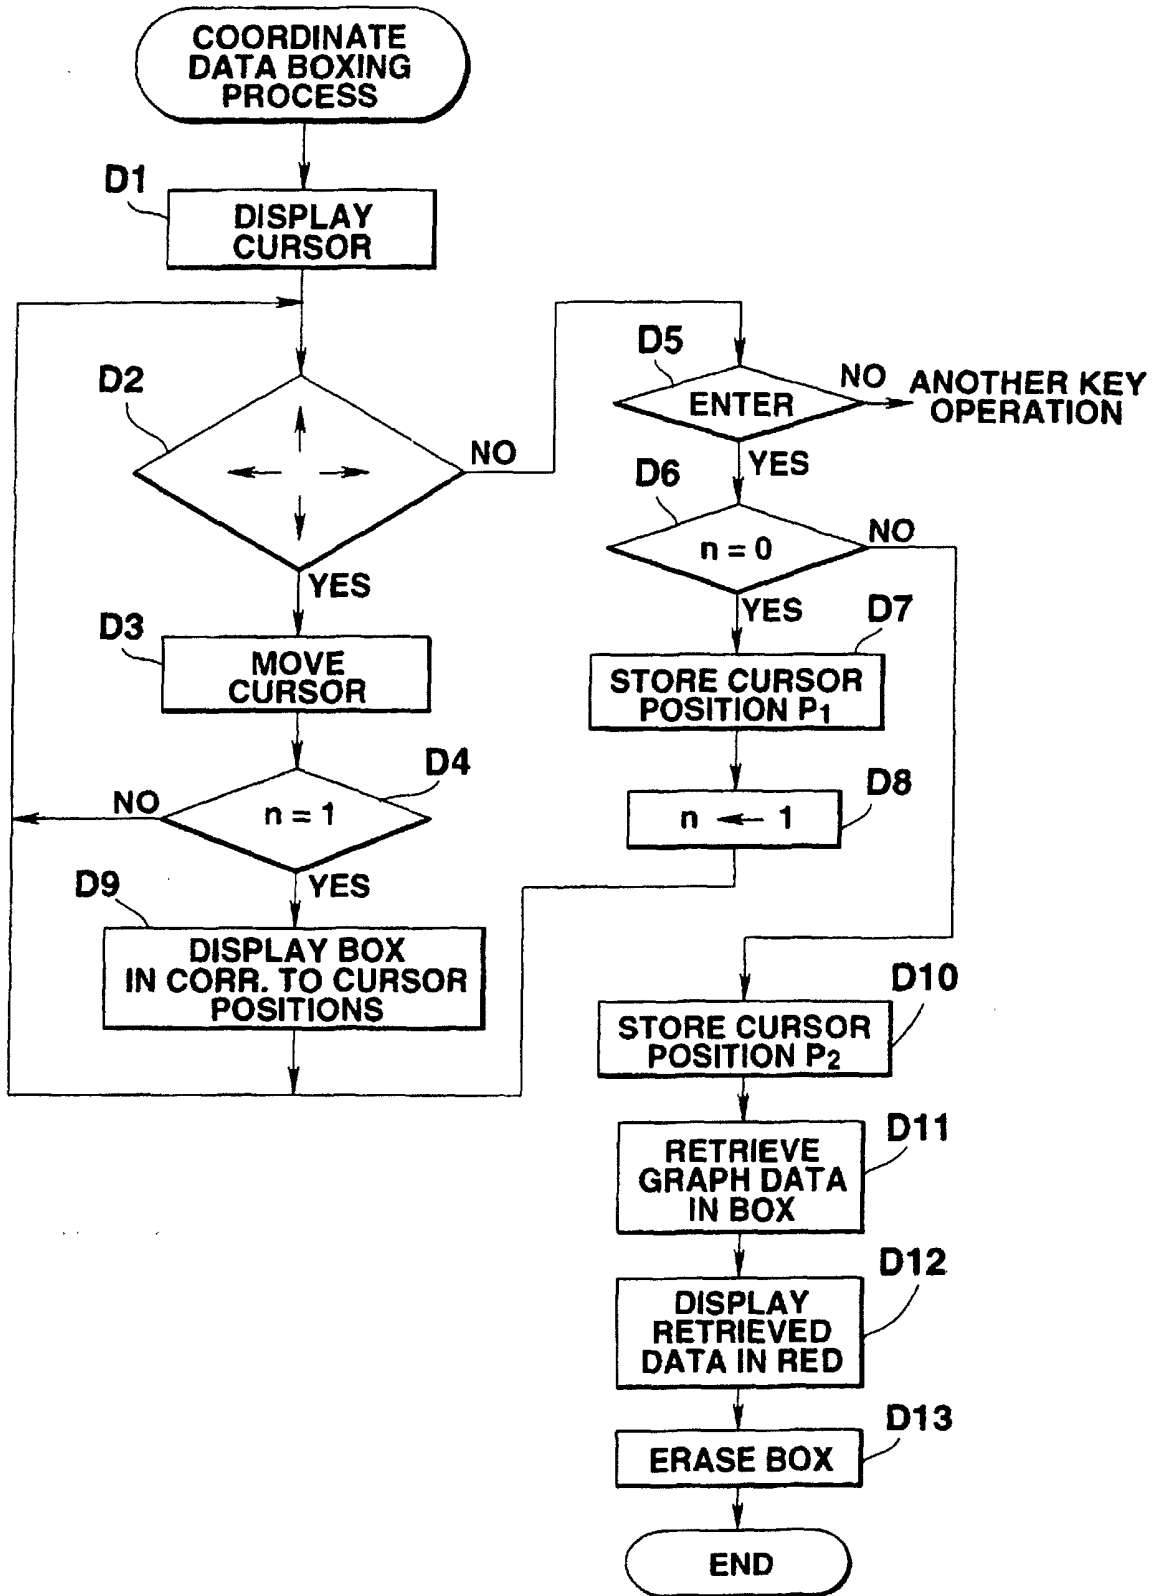 COORDINATE
DATA BOXING
PROCESS
D1
DISPLAY
CURSOR
D2
NO
YES
D3
MOVE
CURSOR
D4
n = 1
NO
YES
D9
DISPLAY BOX
IN CORR. TO CURSOR
POSITIONS
D5
ENTER
NO
ANOTHER KEY
OPERATION
YES
D6
n = 0
NO
YES
D7
STORE CURSOR
POSITION P1
D8
n ← 1
D10
STORE CURSOR
POSITION P2
D11
RETRIEVE
GRAPH DATA
IN BOX
D12
DISPLAY
RETRIEVED
DATA IN RED
D13
ERASE BOX
END